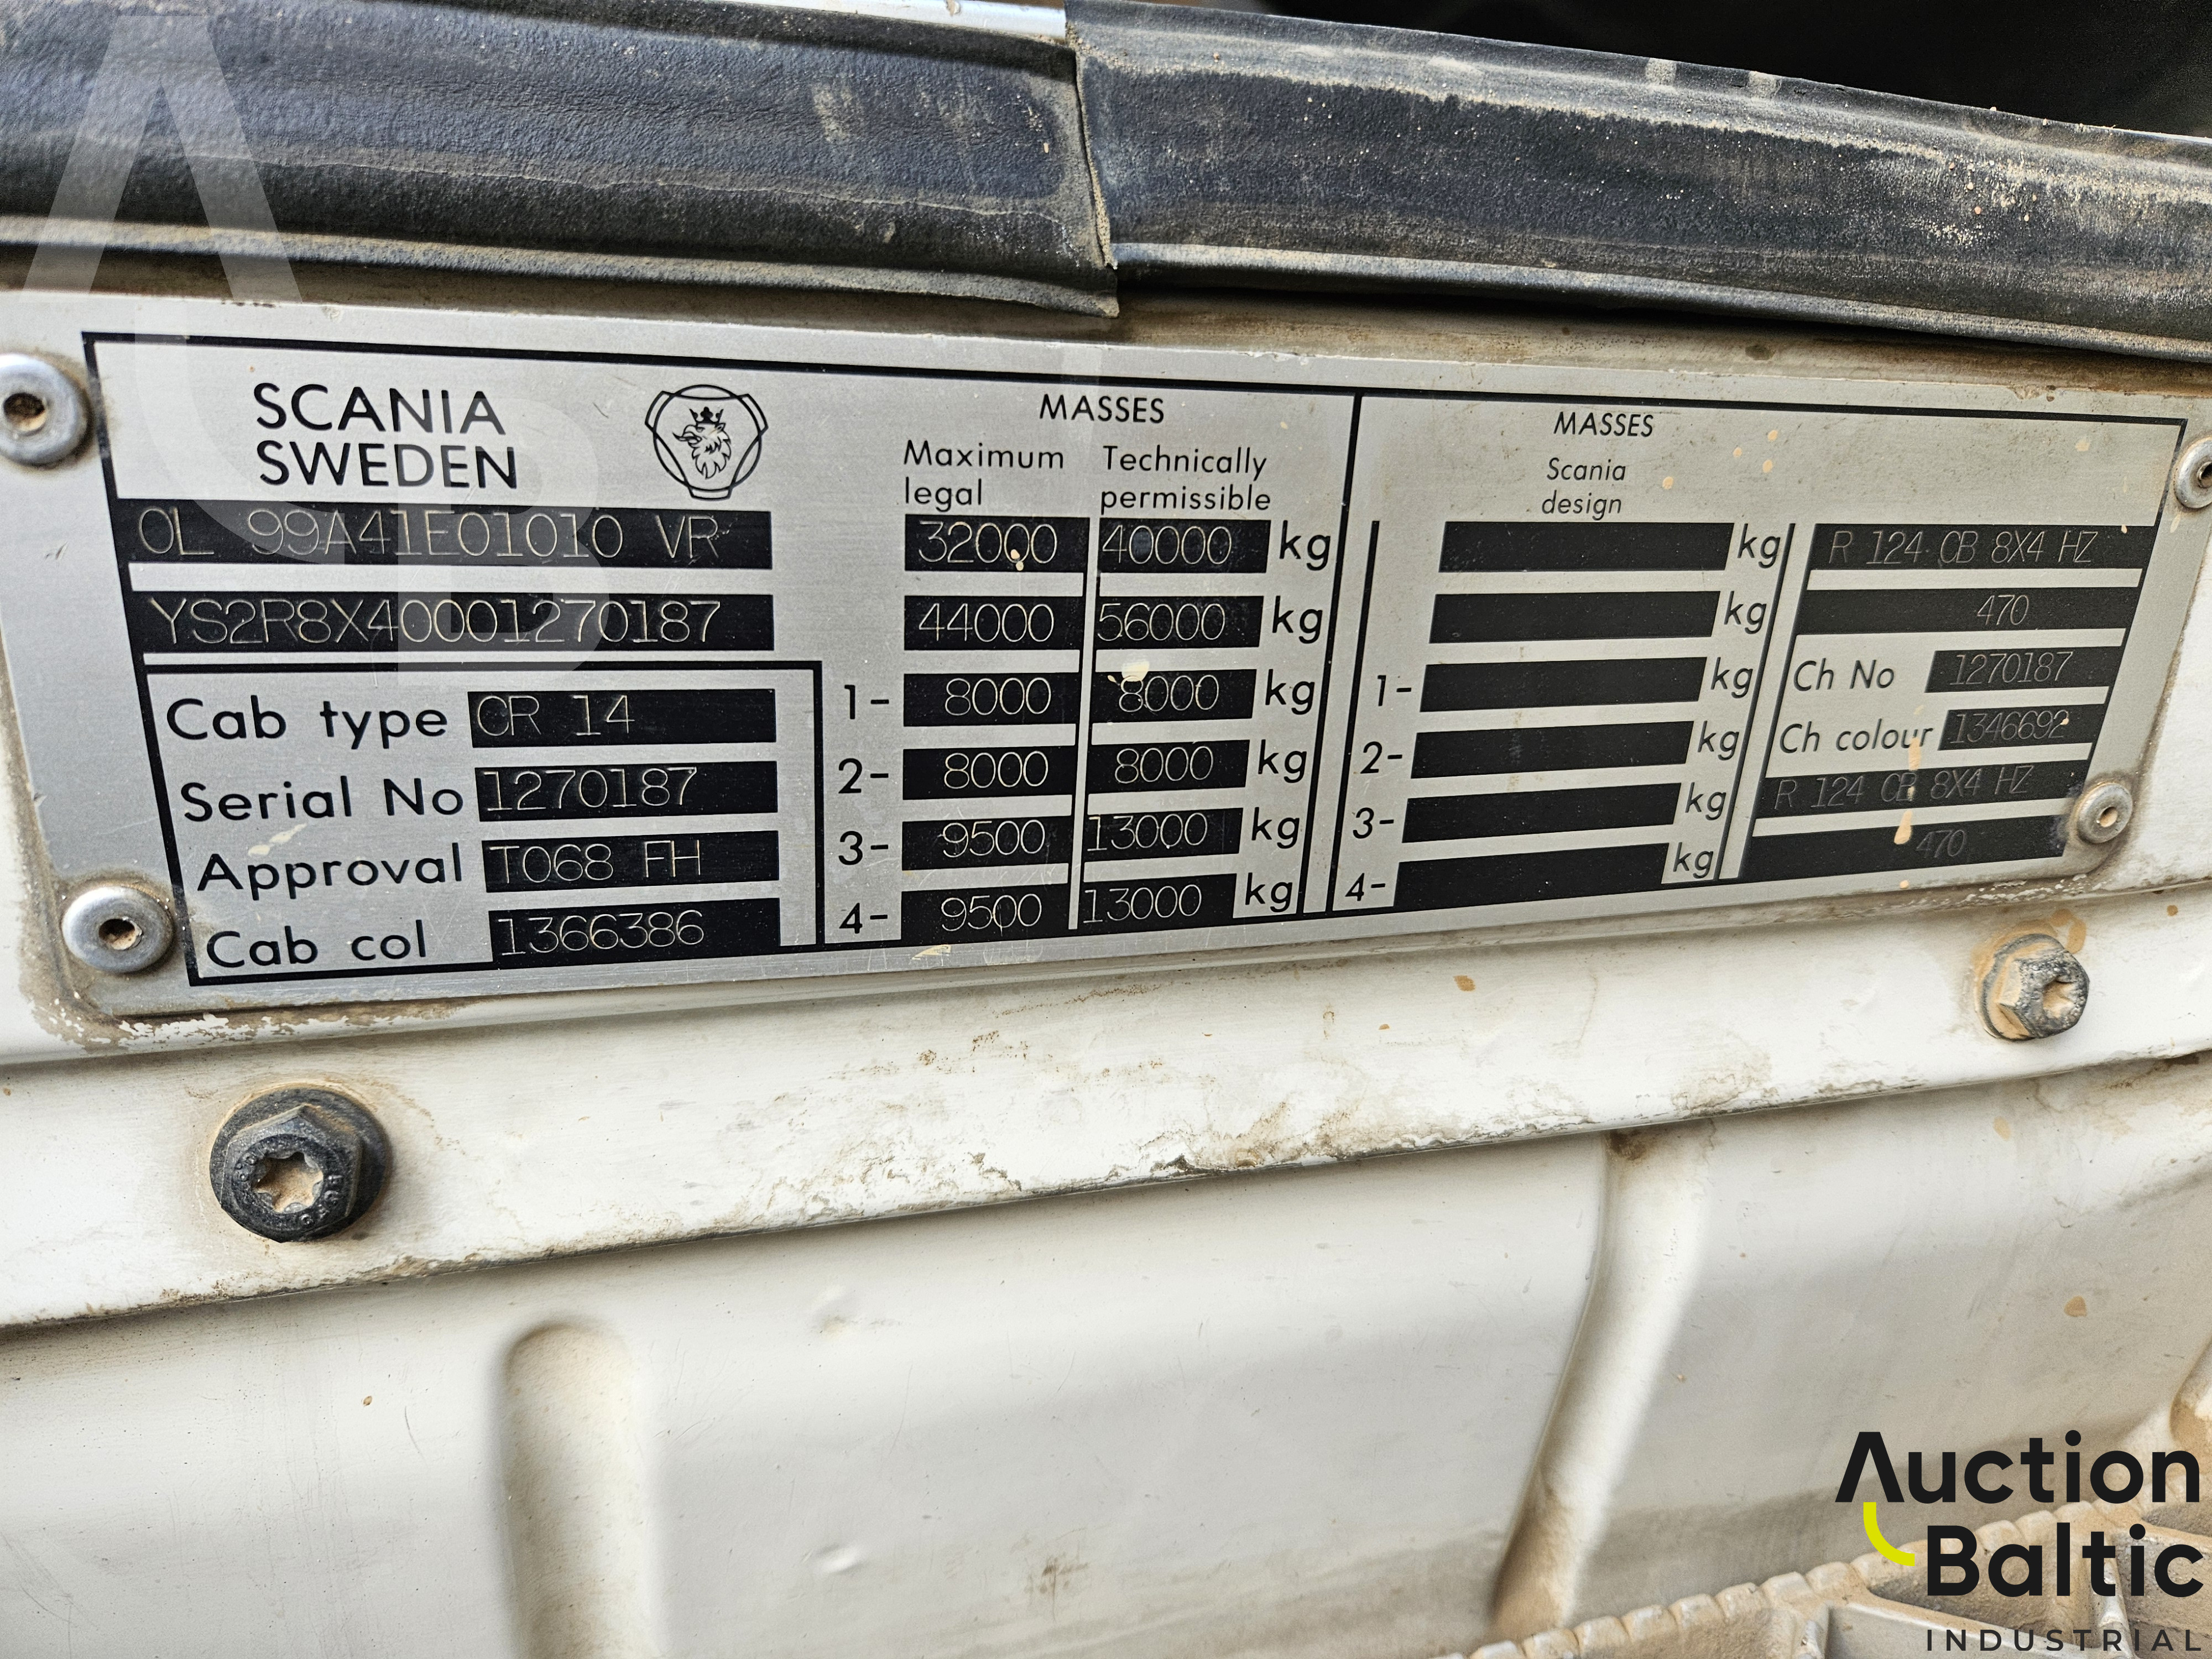 SCANIA
SWEDEN
OL 99A41E01010 VR
YS2R8X40001270187
Cab type CR 14
Serial No 1270187
Approval T068 FH
Cab col 1366386
MASSES
Maximum legal Technically permissible
32000 40000 kg
44000 56000 kg
1- 8000 8000 kg
2- 8000 8000 kg
3- 9500 13000 kg
4- 9500 13000 kg
MASSES
Scania
design
kg
kg
1- kg
2- kg
3- kg
4- kg
R 124 CB 8X4 HZ
470
Ch No 1270187
Ch colour 1346692
R 124 CB 8X4 HZ
470
Auction
Baltic
INDUSTRIAL